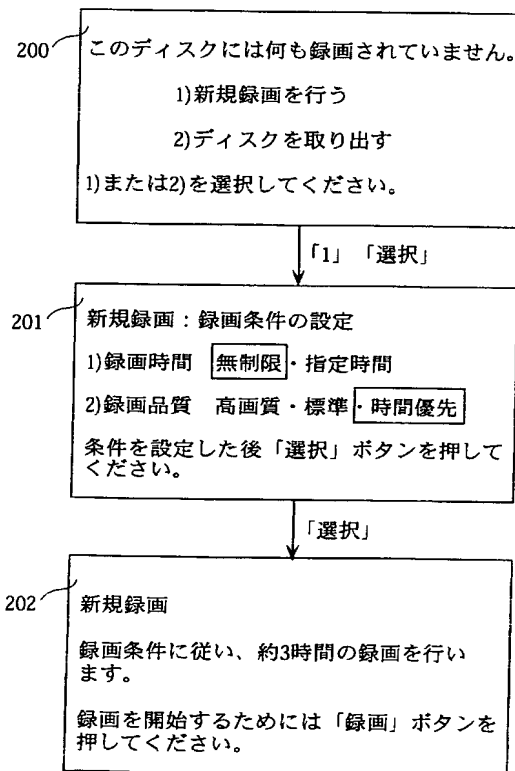 200
このディスクには何も録画されていません。
1)新規録画を行う
2)ディスクを取り出す
1)または2)を選択してください。
「1」「選択」
201
新規録画：録画条件の設定
1)録画時間 無制限・指定時間
2)録画品質 高画質・標準・時間優先
条件を設定した後「選択」ボタンを押して
ください。
「選択」
202
新規録画
録画条件に従い、約3時間の録画を行い
ます。
録画を開始するためには「録画」ボタンを
押してください。